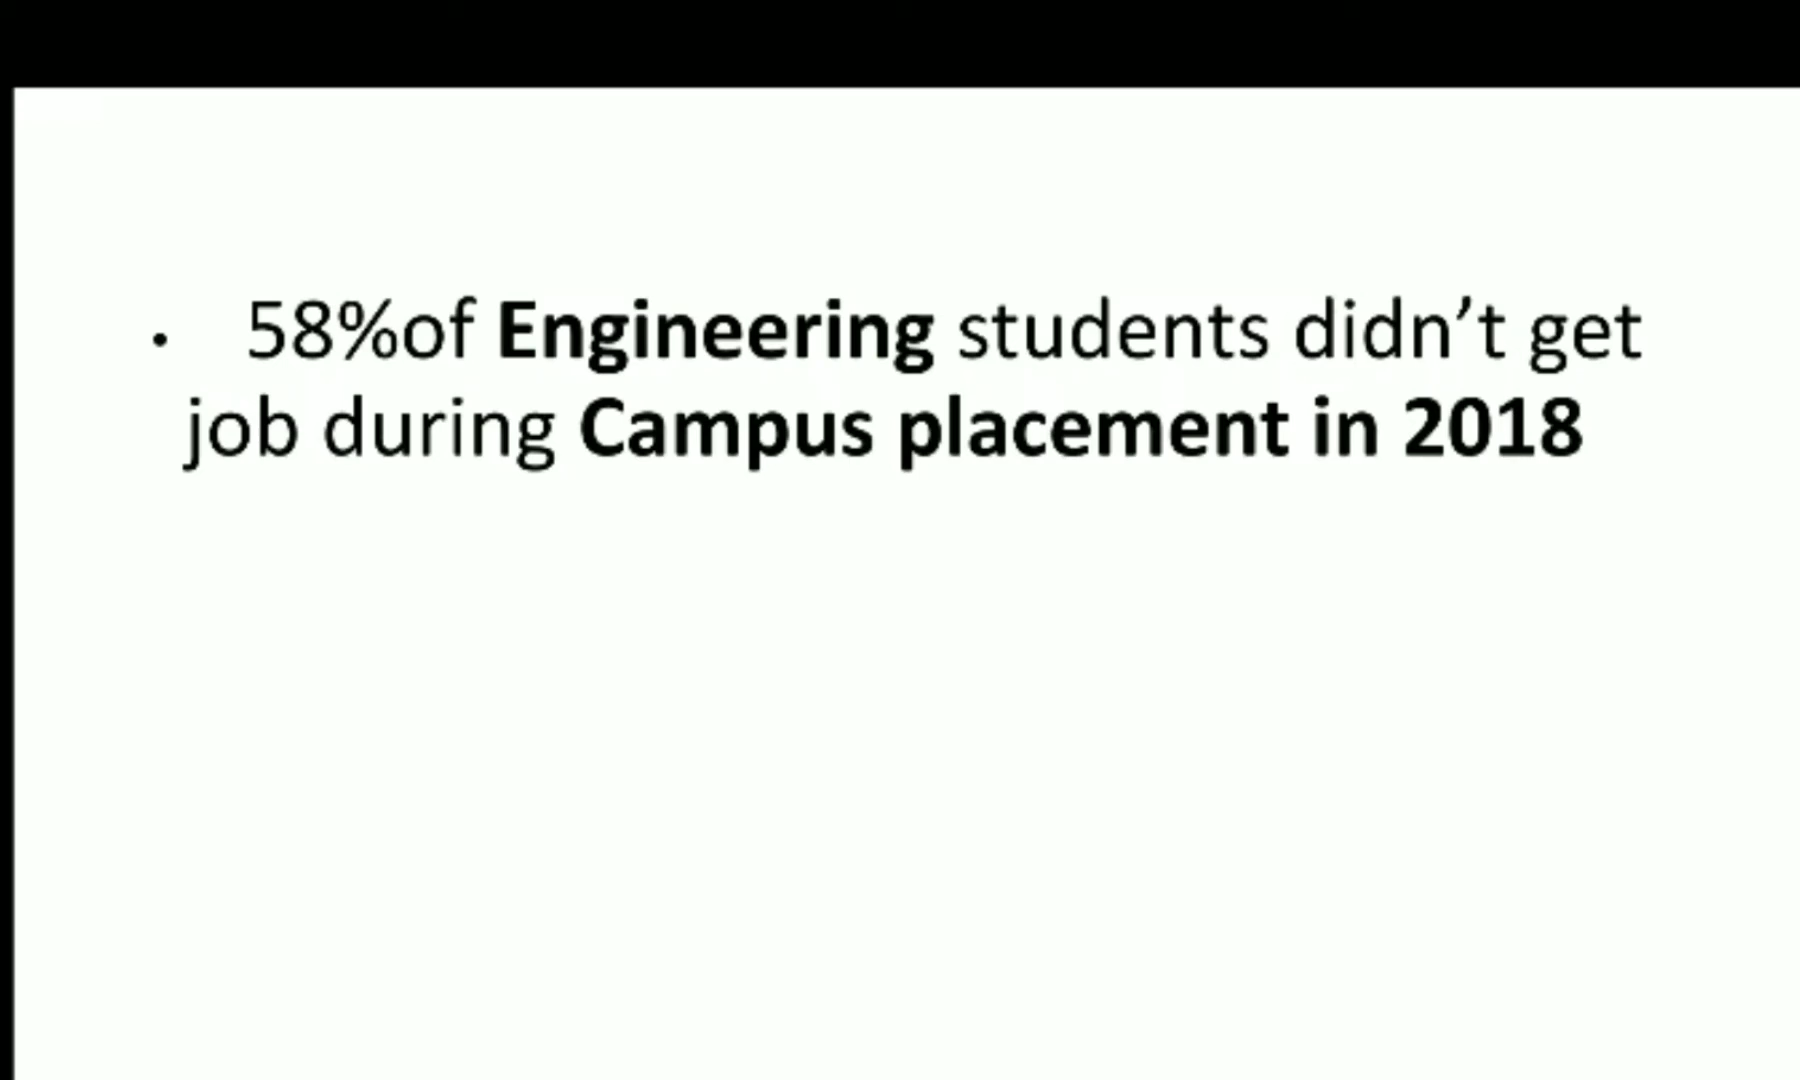 • 58%of Engineering students didn’t get
job during Campus placement in 2018